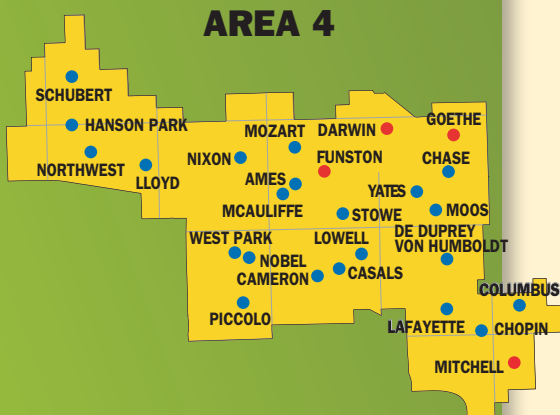 AREA 4
SCHUBERT
HANSON PARK
NORTHWEST
LLOYD
MOZART
DARWIN
GOETHE
NIXON
FUNSTON
CHASE
AMES
YATES
MCAULIFFE
STOWE
MOOS
WEST PARK
LOWELL
DE DUPREY
VON HUMBOLDT
NOBEL
CAMERON
CASALS
COLUMBUS
PICCOLO
LAFAYETTE
CHOPIN
MITCHELL